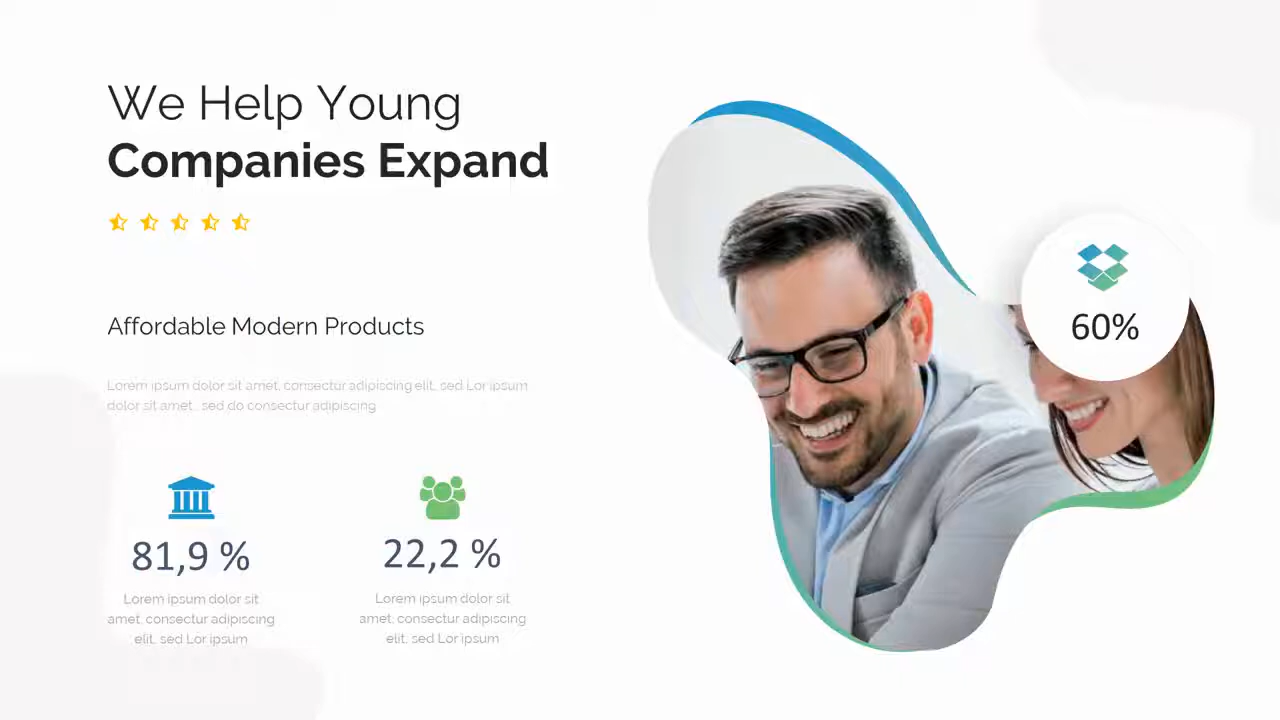 We Help Young
Companies Expand
Affordable Modern Products
Lorem ipsum dolor sit amet, consectur adipiscing elit, sed Lor ipsum
dolor sit amet , sed do consectur adipiscing
60%
81,9 %
22,2 %
Lorem ipsum dolor sit
amet, consectur adipiscing
elit, sed Lor ipsum
Lorem ipsum dolor sit
amet, consectur adipiscing
elit, sed Lor ipsum